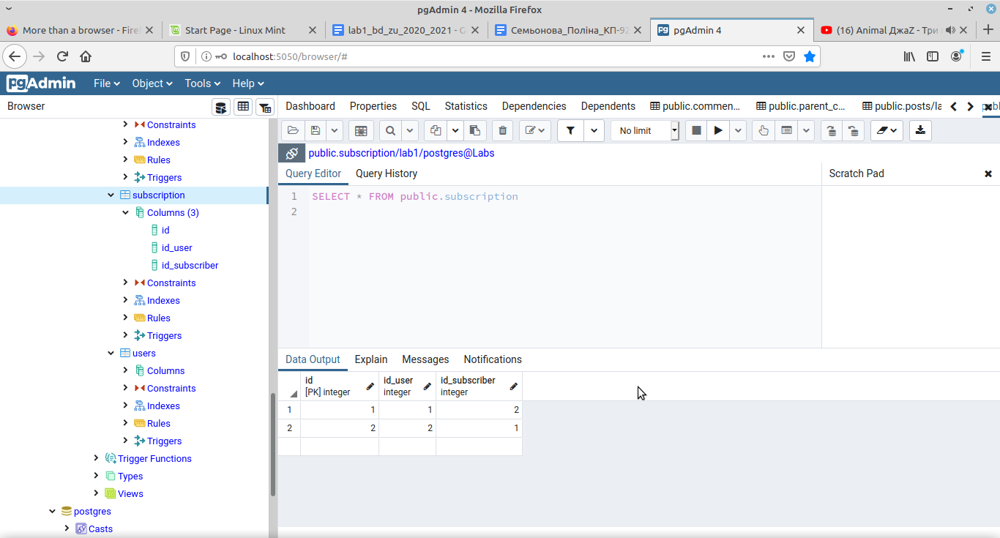 pgAdmin 4 - Mozilla Firefox
More than a browser - Fire
Start Page - Linux Mint
lab1_bd_zu_2020_2021 - G
Семьонова_Поліна_КП-92
pgAdmin 4
(16) Animal ДжаZ - Три
localhost:5050/browser/#
pgAdmin
File
Object
Tools
Help
Browser
Dashboard
Properties
SQL
Statistics
Dependencies
Dependents
public.commen...
public.parent_c...
public.posts/la
No limit
public.subscription/lab1/postgres@Labs
Query Editor
Query History
Scratch Pad
1 SELECT * FROM public.subscription
2
Constraints
Indexes
Rules
Triggers
subscription
Columns (3)
id
id_user
id_subscriber
Constraints
Indexes
Rules
Triggers
users
Columns
Constraints
Indexes
Rules
Triggers
Trigger Functions
Types
Views
postgres
Casts
Data Output
Explain
Messages
Notifications
id id_user id_subscriber
[PK] integer integer integer
1 1 1 2
2 2 2 1